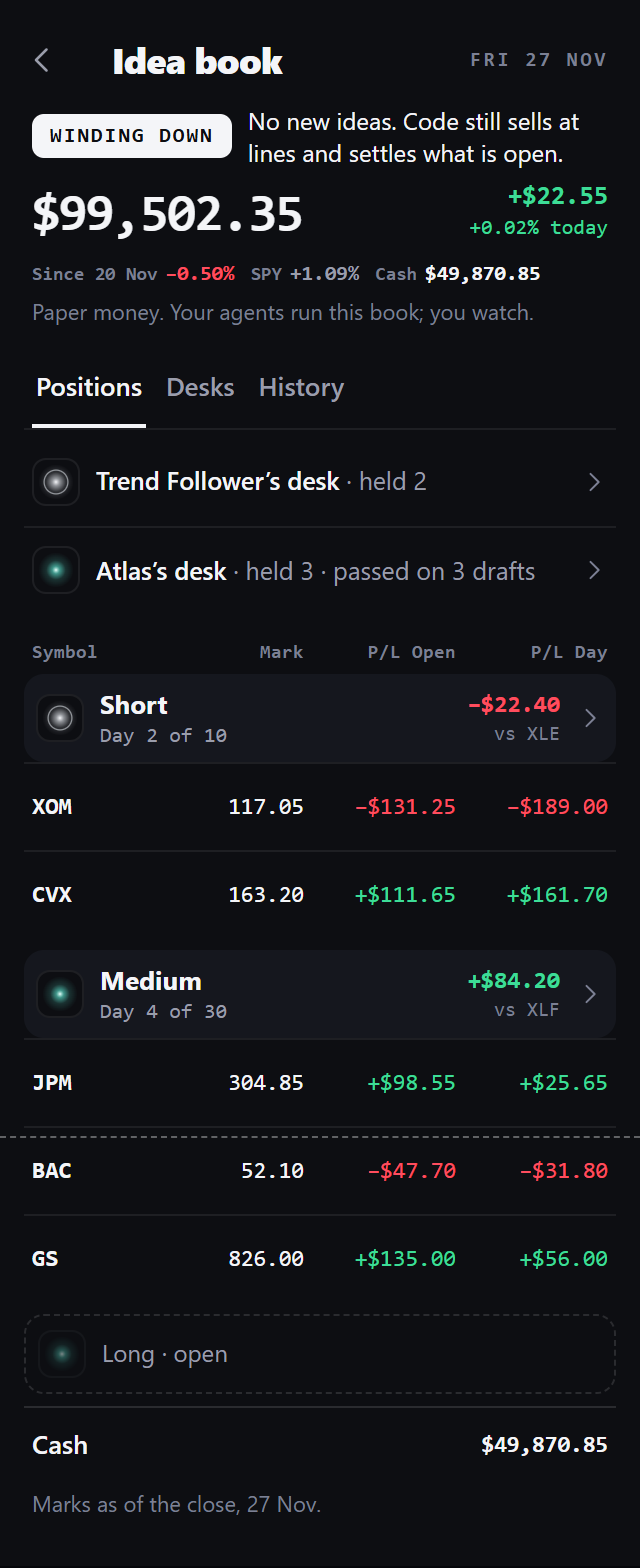 Idea book
FRI 27 NOV
WINDING DOWN
No new ideas. Code still sells at
lines and settles what is open.
$99,502.35
+$22.55
+0.02% today
Since 20 Nov −0.50% SPY +1.09% Cash $49,870.85
Paper money. Your agents run this book; you watch.
Positions Desks History
Trend Follower’s desk · held 2
Atlas’s desk · held 3 · passed on 3 drafts
Symbol Mark P/L Open P/L Day
Short −$22.40
Day 2 of 10 vs XLE
XOM 117.05 −$131.25 −$189.00
CVX 163.20 +$111.65 +$161.70
Medium +$84.20
Day 4 of 30 vs XLF
JPM 304.85 +$98.55 +$25.65
BAC 52.10 −$47.70 −$31.80
GS 826.00 +$135.00 +$56.00
Long · open
Cash $49,870.85
Marks as of the close, 27 Nov.